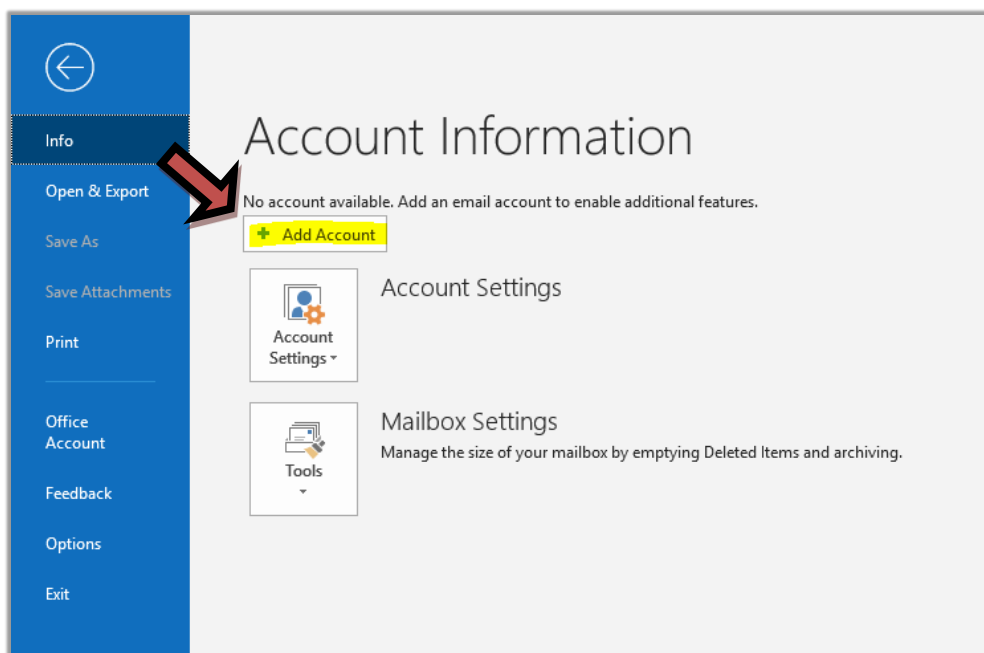 Info
Open & Export
Save As
Save Attachments
Print
Office
Account
Feedback
Options
Exit
Account Information
No account available. Add an email account to enable additional features.
Add Account
Account
Settings
Account Settings
Tools
Mailbox Settings
Manage the size of your mailbox by emptying Deleted Items and archiving.